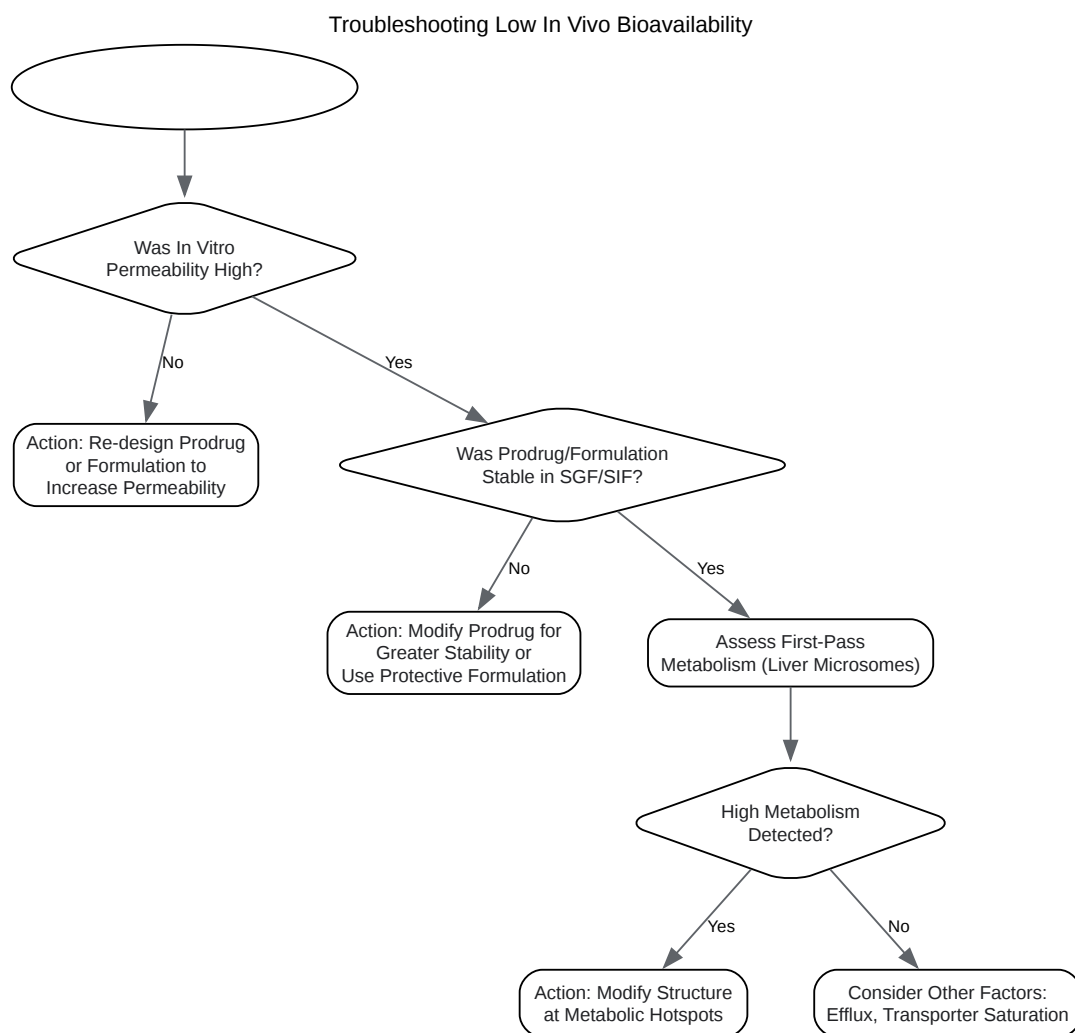 Troubleshooting Low In Vivo Bioavailability
Was In Vitro
Permeability High?
No
Yes
Action: Re-design Prodrug
or Formulation to
Increase Permeability
Was Prodrug/Formulation
Stable in SGF/SIF?
No
Yes
Action: Modify Prodrug for
Greater Stability or
Use Protective Formulation
Assess First-Pass
Metabolism (Liver Microsomes)
High Metabolism
Detected?
Yes
No
Action: Modify Structure
at Metabolic Hotspots
Consider Other Factors:
Efflux, Transporter Saturation